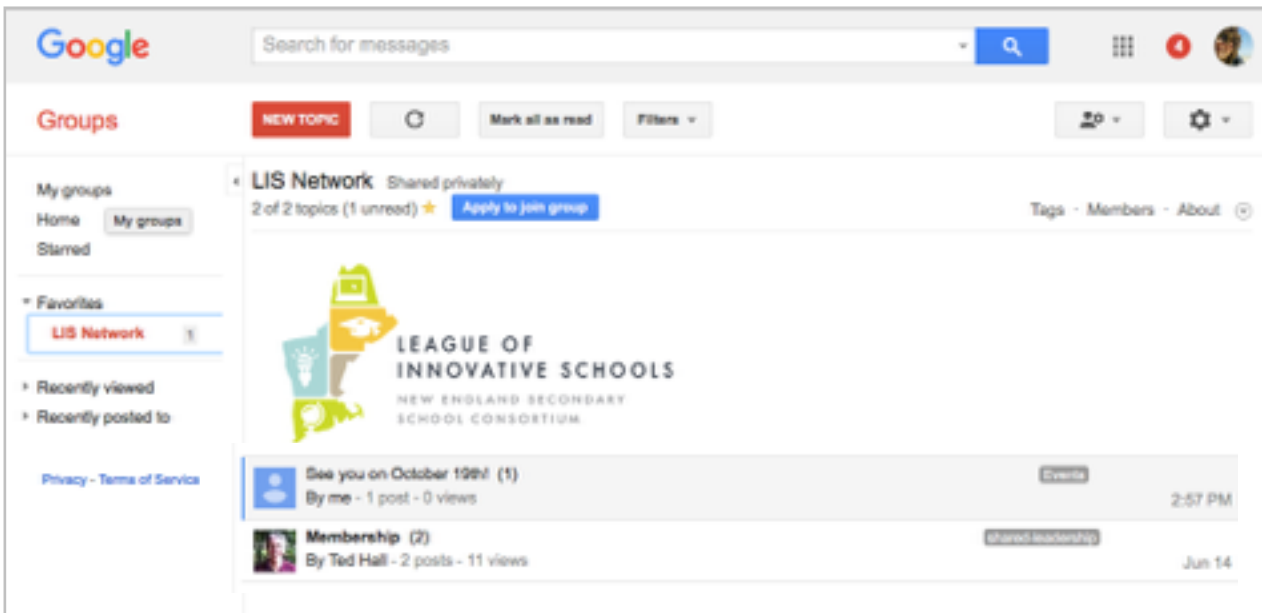 Google
Search for messages
4
Groups
NEW TOPIC
Mark all as read
Filters
My groups
Home
My groups
Starred
Favorites
LIS Network
1
Recently viewed
Recently posted to
Privacy - Terms of Service
LIS Network Shared privately
2 of 2 topics (1 unread)
Apply to join group
Tags · Members · About
LEAGUE OF
INNOVATIVE SCHOOLS
NEW ENGLAND SECONDARY
SCHOOL CONSORTIUM
See you on October 19th! (1)
By me - 1 post - 0 views
Events
2:57 PM
Membership (2)
By Ted Hall - 2 posts - 11 views
shared-leadership
Jun 14